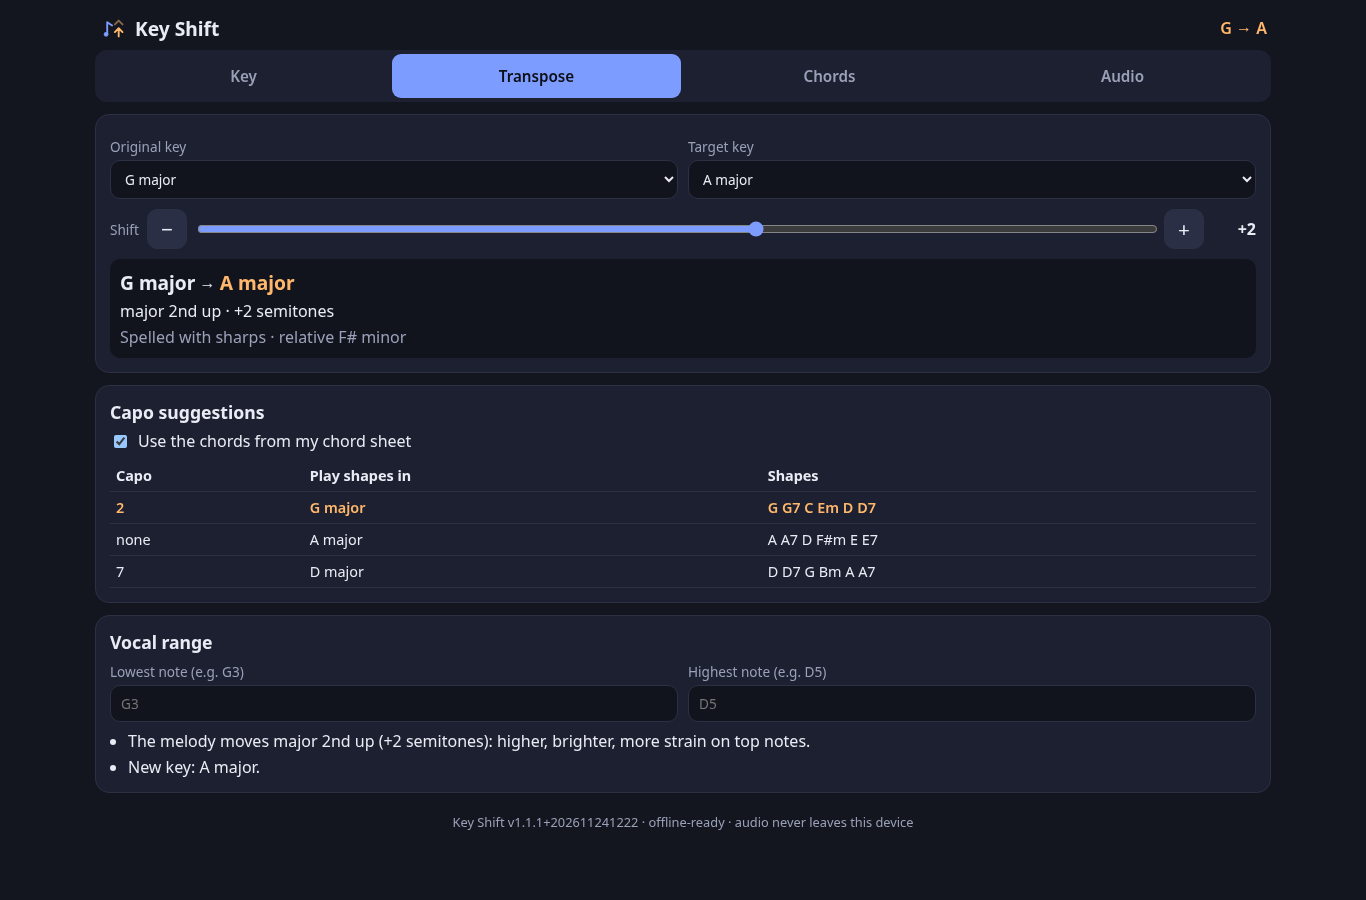 Key Shift
G → A
Key Transpose Chords Audio
Original key Target key
G major A major
Shift − + +2
G major → A major
major 2nd up · +2 semitones
Spelled with sharps · relative F# minor
Capo suggestions
Use the chords from my chord sheet
Capo Play shapes in Shapes
2 G major G G7 C Em D D7
none A major A A7 D F#m E E7
7 D major D D7 G Bm A A7
Vocal range
Lowest note (e.g. G3) Highest note (e.g. D5)
G3 D5
• The melody moves major 2nd up (+2 semitones): higher, brighter, more strain on top notes.
• New key: A major.
Key Shift v1.1.1+202611241222 · offline-ready · audio never leaves this device